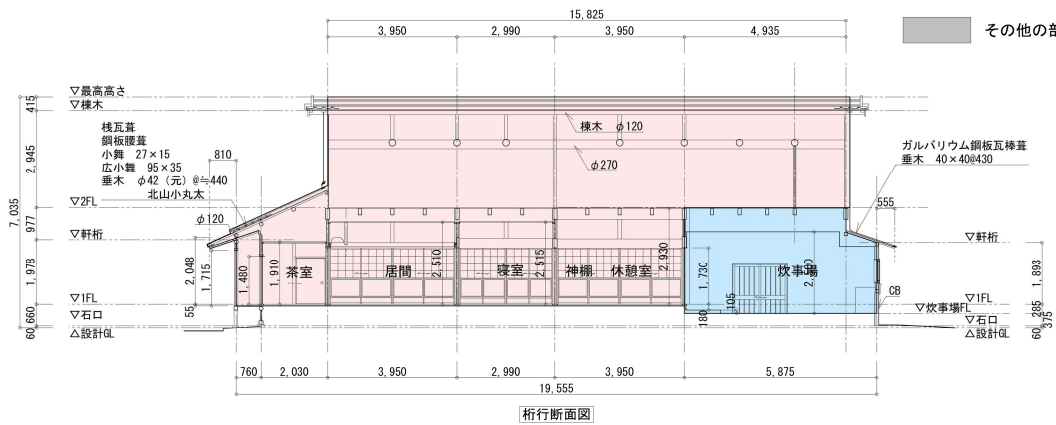 15,825
3,950
2,990
3,950
4,935
その他の部
▽最高高さ
▽棟木
415
桟瓦葺
鋼板腰葺
小舞 27×15
広小舞 95×35
垂木 φ42（元）@≒440
北山小丸太
810
棟木 φ120
φ270
ガルバリウム鋼板瓦棒葺
垂木 40×40@430
2,945
7,035
▽2FL
φ120
555
977
▽軒桁
▽軒桁
1,978
2,048
1,715
1,480
1,910
茶室
居間
2,510
寝室
2,515
神棚 休憩室
2,930
1,730
炊事場
1,893
CB
55
105
180
▽1FL
▽1FL
▽炊事場FL
285
660
▽石口
▽石口
375
60
△設計GL
△設計GL
60
760
2,030
3,950
2,990
3,950
5,875
19,555
桁行断面図